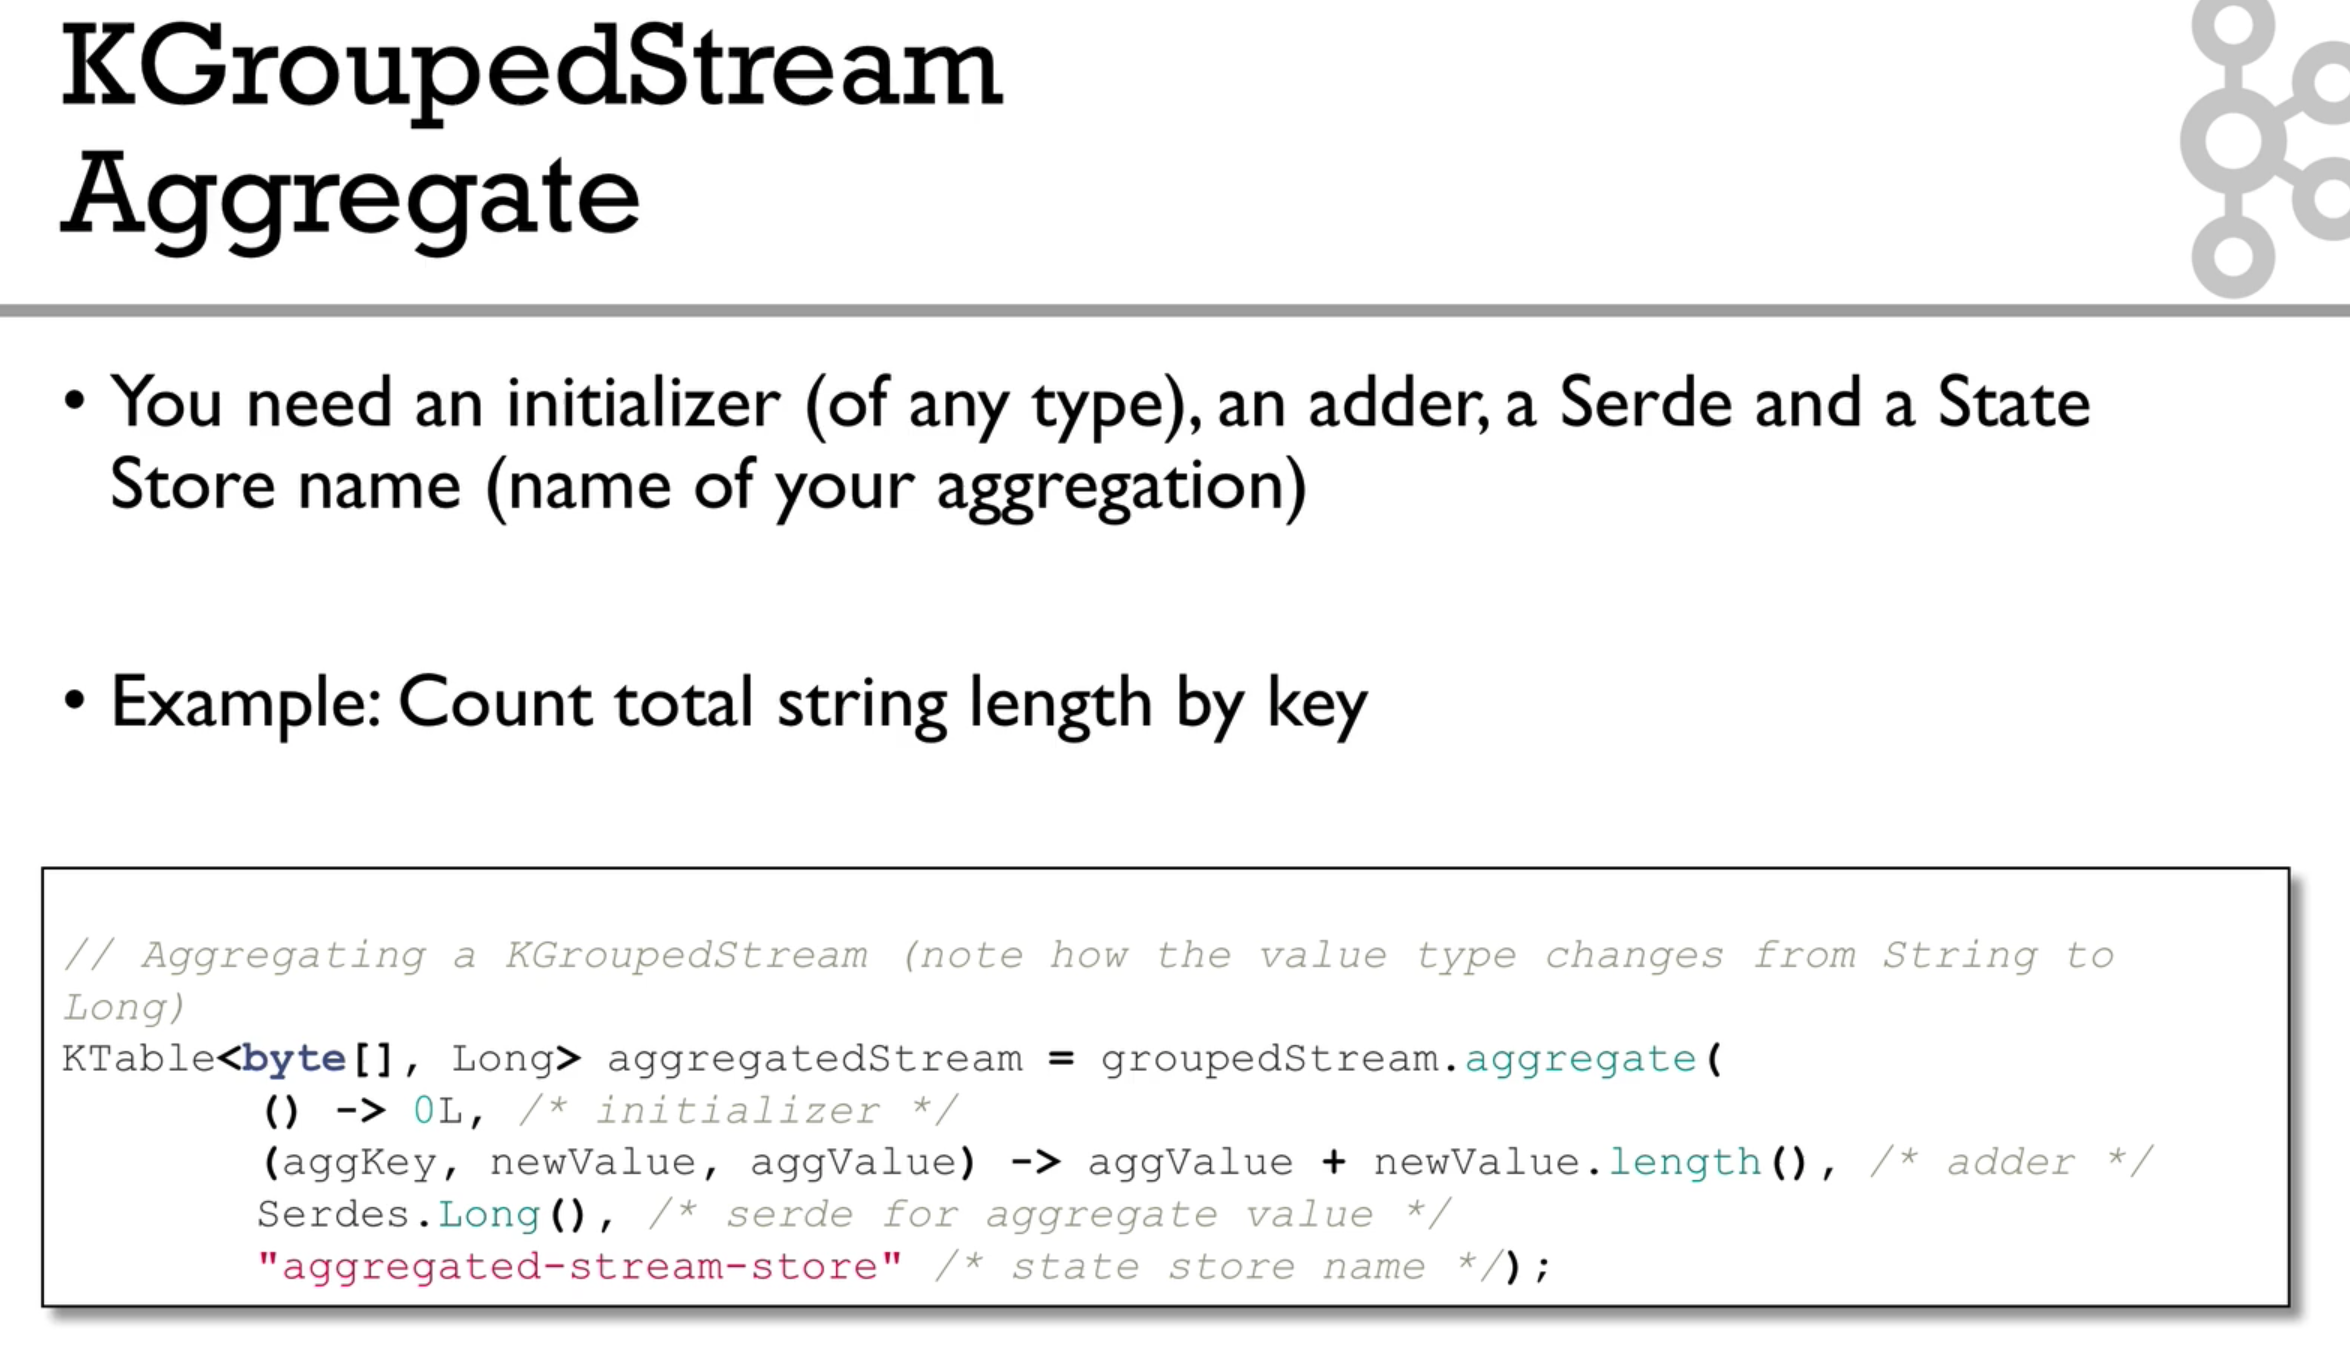 KGroupedStream
Aggregate
• You need an initializer (of any type), an adder, a Serde and a State
Store name (name of your aggregation)
• Example: Count total string length by key
// Aggregating a KGroupedStream (note how the value type changes from String to
Long)
KTable<byte[], Long> aggregatedStream = groupedStream.aggregate(
() -> 0L, /* initializer */
(aggKey, newValue, aggValue) -> aggValue + newValue.length(), /* adder */
Serdes.Long(), /* serde for aggregate value */
"aggregated-stream-store" /* state store name */);